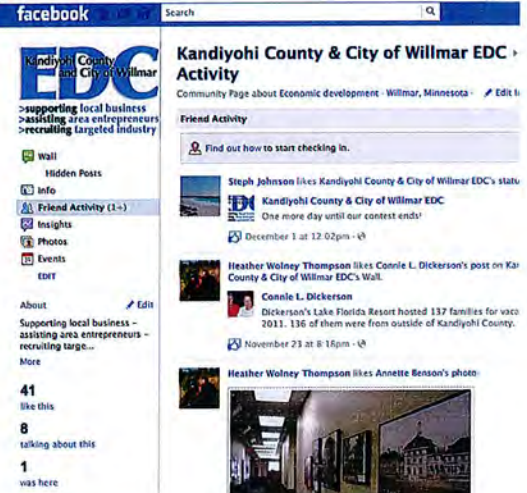 facebook
Search
Kandiyohi County
and City of Willmar
EDC
>supporting local business
>assisting area entrepreneurs
>recruiting targeted industry
Wall
Hidden Posts
Info
Friend Activity (1+)
Insights
Photos
Events
EDIT
About
Edit
Supporting local business –
assisting area entrepreneurs –
recruiting targe...
More
41
like this
8
talking about this
1
was here
Kandiyohi County & City of Willmar EDC ▸
Activity
Community Page about Economic development · Willmar, Minnesota · Edit
Friend Activity
Find out how to start checking in.
Steph Johnson likes Kandiyohi County & City of Willmar EDC's statu
Kandiyohi County & City of Willmar EDC
One more day until our contest ends!
December 1 at 12:02pm ·
Heather Wolney Thompson likes Connie L. Dickerson's post on Kan
County & City of Willmar EDC's Wall.
Connie L. Dickerson
Dickerson's Lake Florida Resort hosted 137 families for vaca
2011. 136 of them were from outside of Kandiyohi County.
November 23 at 8:16pm ·
Heather Wolney Thompson likes Annette Benson's photo